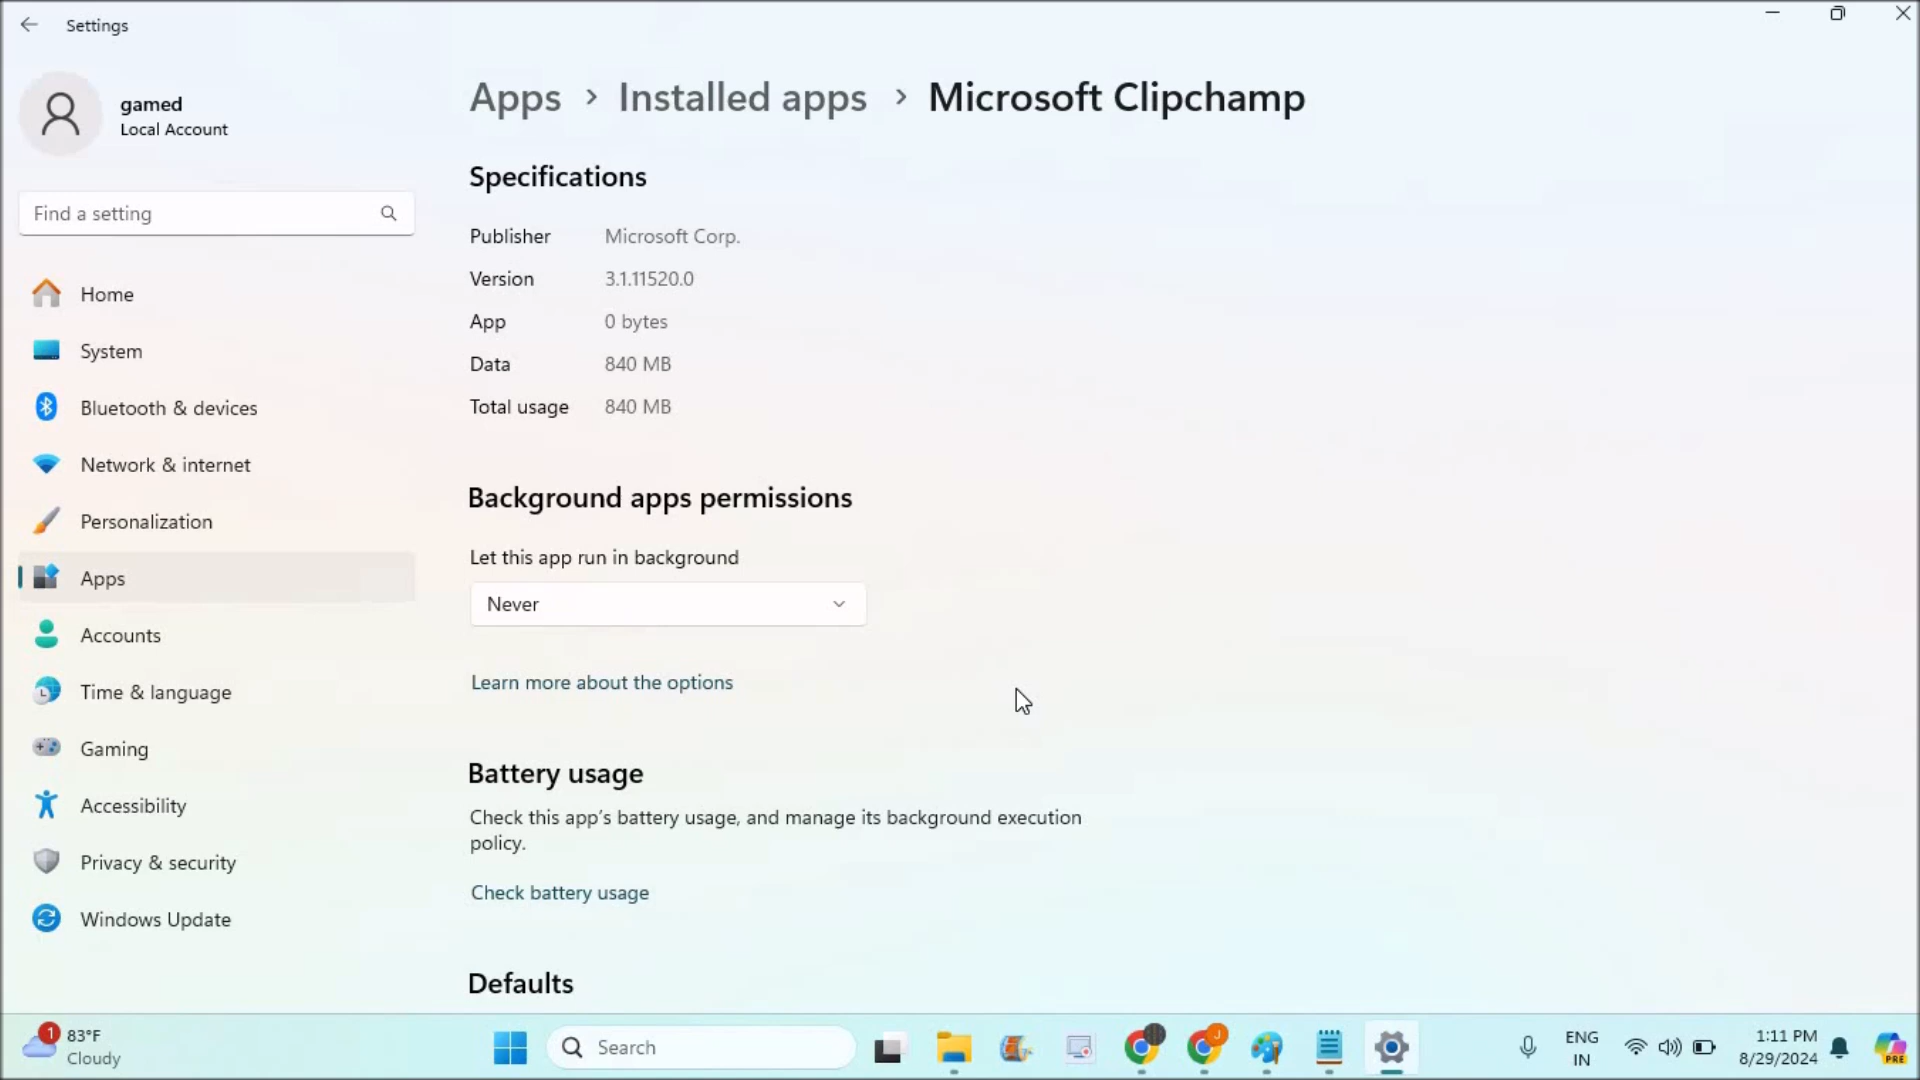 Settings
gamed
Local Account
Find a setting
Home
System
Bluetooth & devices
Network & internet
Personalization
Apps
Accounts
Time & language
Gaming
Accessibility
Privacy & security
Windows Update
Apps > Installed apps > Microsoft Clipchamp
Specifications
Publisher Microsoft Corp.
Version 3.1.11520.0
App 0 bytes
Data 840 MB
Total usage 840 MB
Background apps permissions
Let this app run in background
Never
Learn more about the options
Battery usage
Check this app's battery usage, and manage its background execution
policy.
Check battery usage
Defaults
1
83°F
Cloudy
Search
J
ENG
IN
1:11 PM
8/29/2024
PRE